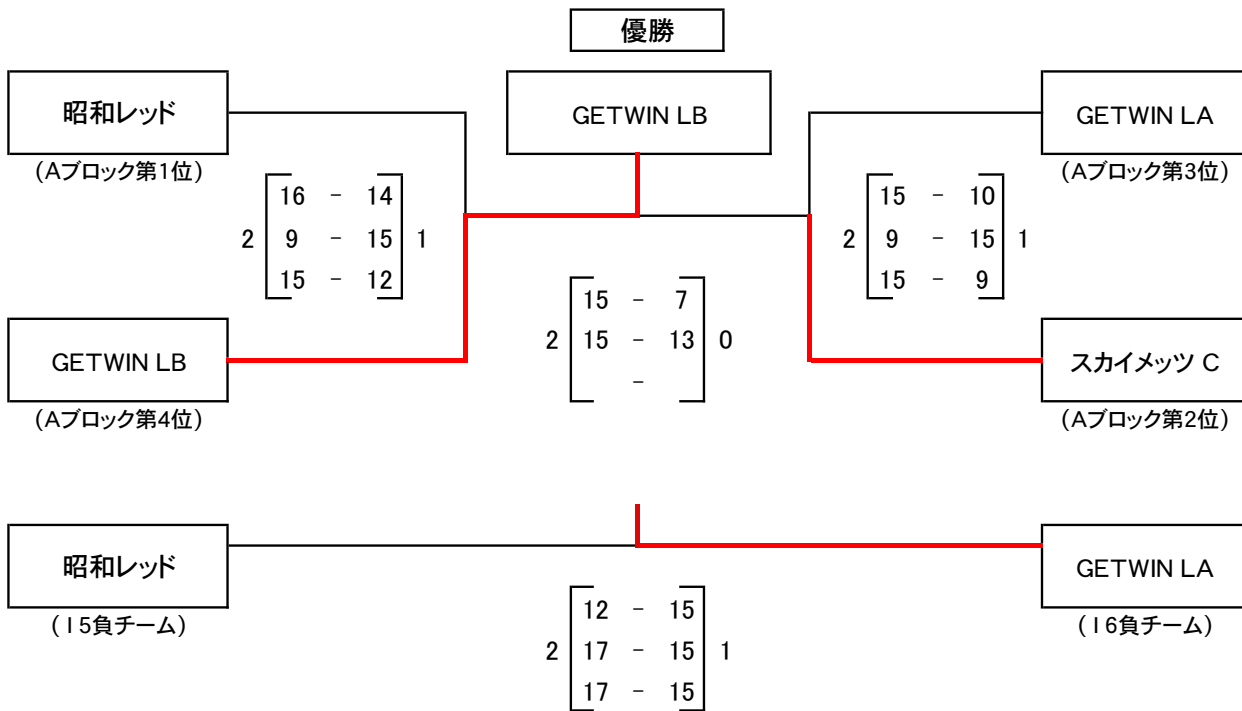 優勝
昭和レッド
GETWIN LB
GETWIN LA
(Aブロック第1位)
(Aブロック第3位)
16 - 14
2 9 - 15 1
15 - 12
15 - 10
2 9 - 15 1
15 - 9
15 - 7
2 15 - 13 0
-
GETWIN LB
スカイメッツ C
(Aブロック第4位)
(Aブロック第2位)
昭和レッド
GETWIN LA
(I5負チーム)
(I6負チーム)
12 - 15
2 17 - 15 1
17 - 15